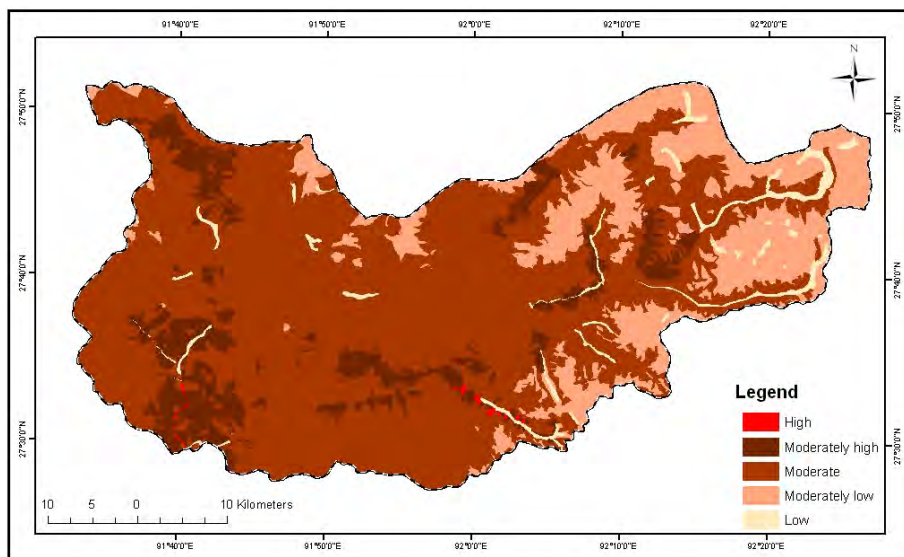 91°40'0"E 91°50'0"E 92°0'0"E 92°10'0"E 92°20'0"E
N
27°50'0"N 27°50'0"N
27°40'0"N 27°40'0"N
27°30'0"N 27°30'0"N
Legend
High
Moderately high
Moderate
Moderately low
Low
10 5 0 10 Kilometers
91°40'0"E 91°50'0"E 92°0'0"E 92°10'0"E 92°20'0"E